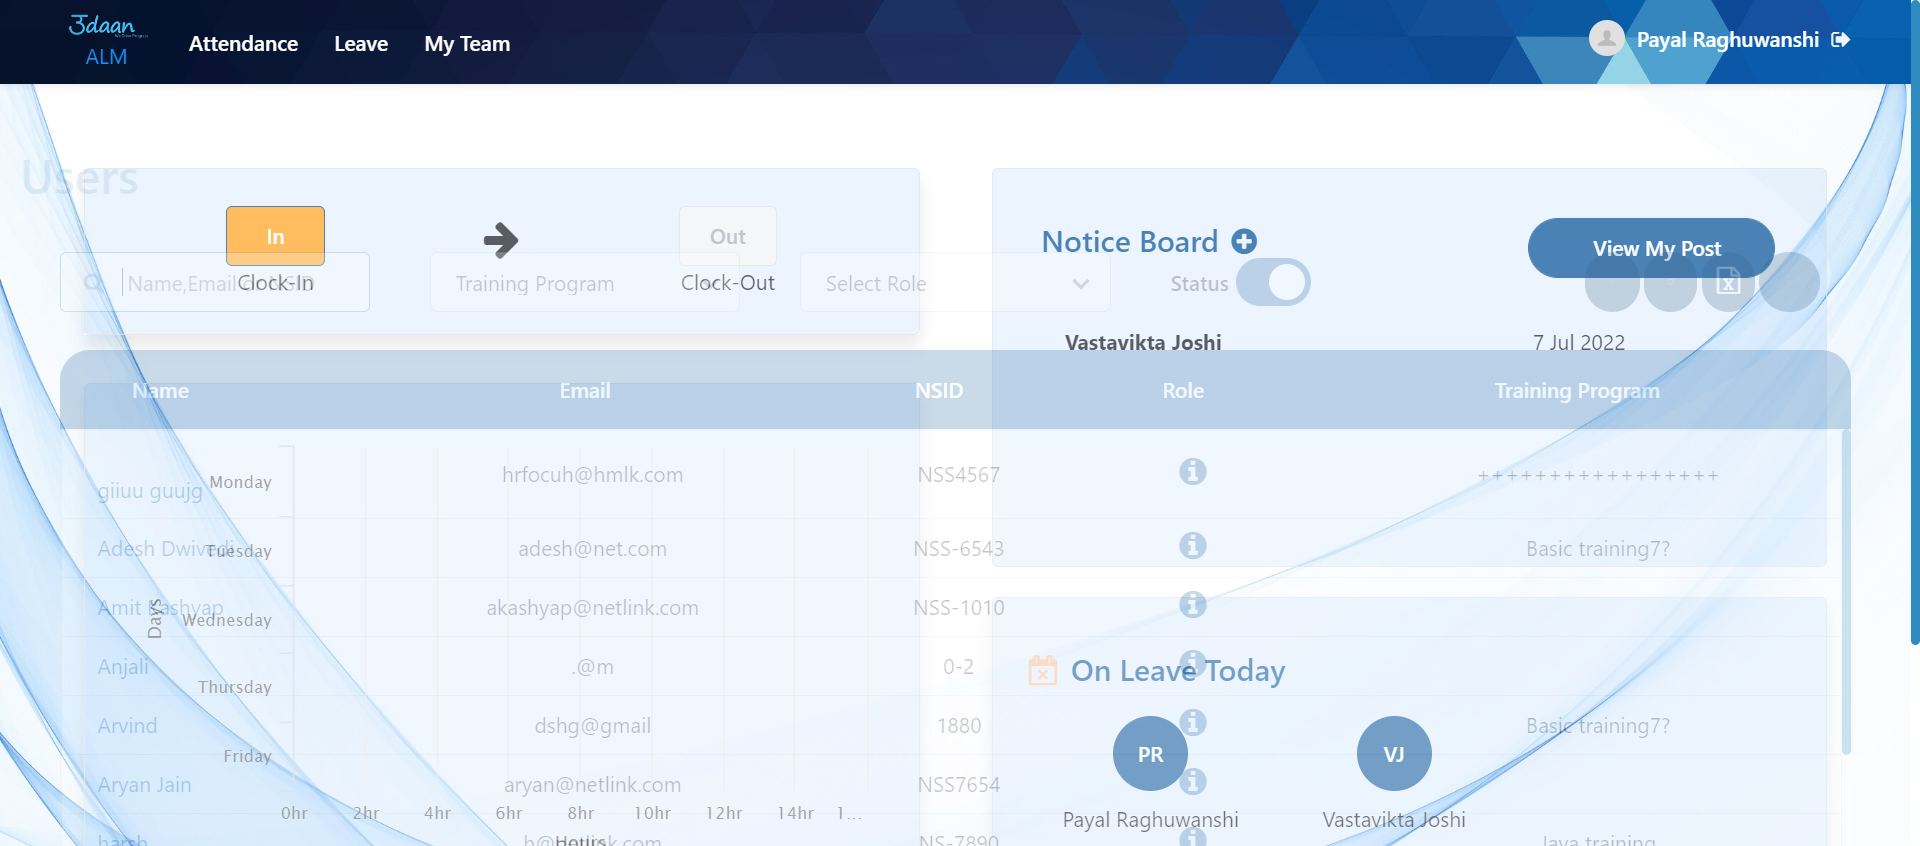 Udaan
ALM
Attendance
Leave
My Team
Payal Raghuwanshi
Users
In
Out
Clock-In
Clock-Out
Name,Email
NSID
Training Program
Select Role
Status
Notice Board
View My Post
Vastavikta Joshi
7 Jul 2022
Name
Email
NSID
Role
Training Program
giiuu guujg
hrfocuh@hmlk.com
NSS4567
++++++++++++++++
Adesh Dwivedi
adesh@net.com
NSS-6543
Basic training7?
Amit Kashyap
akashyap@netlink.com
NSS-1010
Anjali
.@m
0-2
Arvind
dshg@gmail
1880
Basic training7?
Aryan Jain
aryan@netlink.com
NSS7654
harsh
h@netlink.com
NS-7890
Java training
Days
Monday
Tuesday
Wednesday
Thursday
Friday
0hr
2hr
4hr
6hr
8hr
10hr
12hr
14hr
1...
Hours
On Leave Today
PR
VJ
Payal Raghuwanshi
Vastavikta Joshi